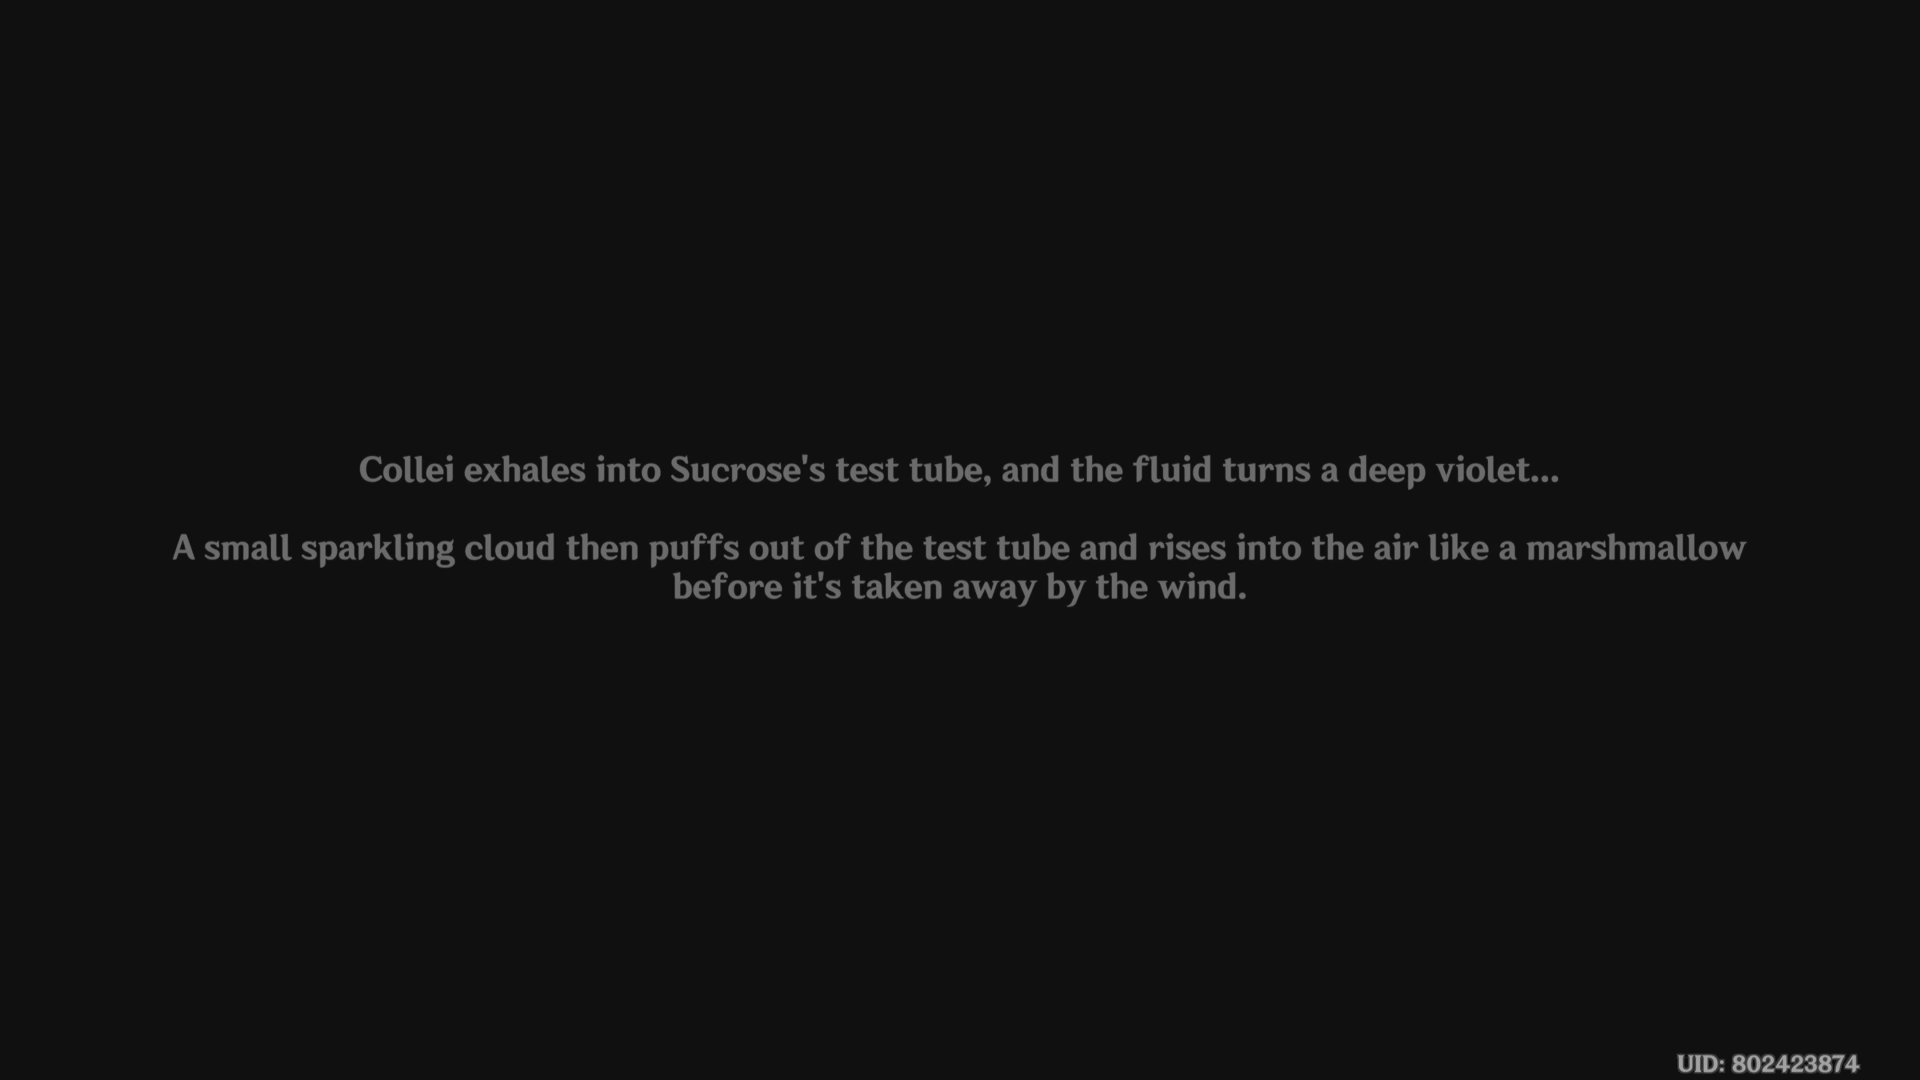 Collei exhales into Sucrose's test tube, and the fluid turns a deep violet...
A small sparkling cloud then puffs out of the test tube and rises into the air like a marshmallow
before it's taken away by the wind.
UID: 802423874